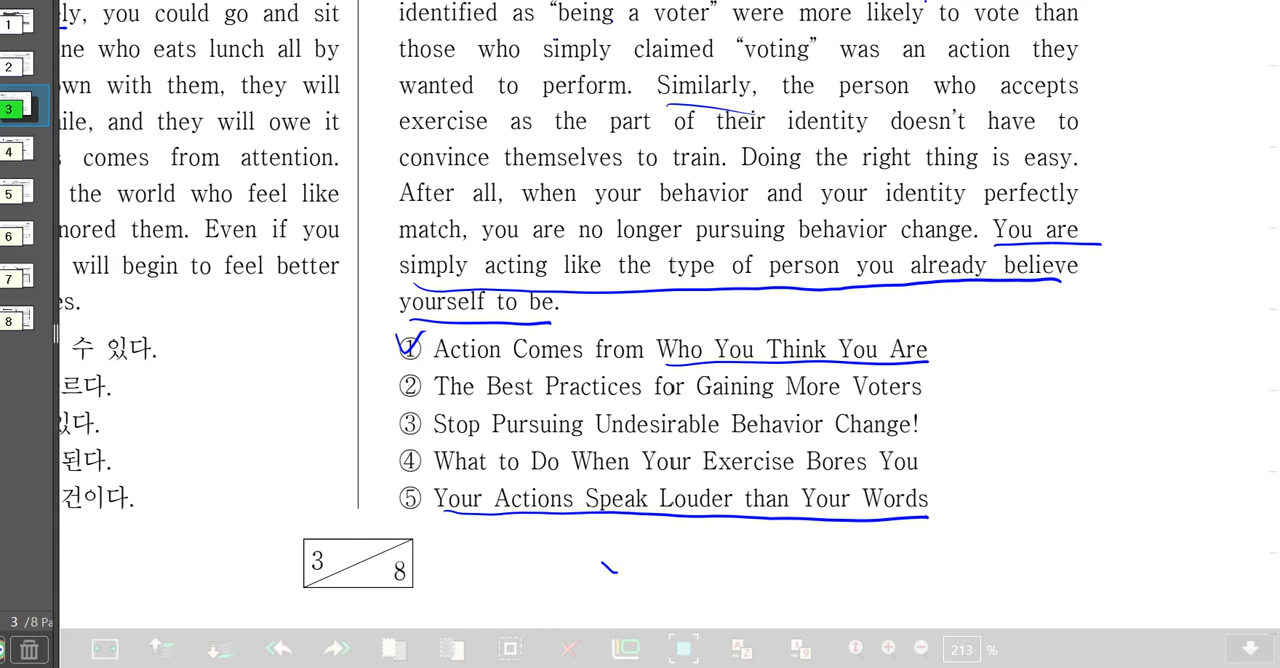 ly, you could go and sit
ne who eats lunch all by
own with them, they will
ile, and they will owe it
comes from attention.
the world who feel like
nored them. Even if you
will begin to feel better
es.
수 있다.
르다.
있다.
된다.
건이다.
identified as “being a voter” were more likely to vote than
those who simply claimed “voting” was an action they
wanted to perform. Similarly, the person who accepts
exercise as the part of their identity doesn’t have to
convince themselves to train. Doing the right thing is easy.
After all, when your behavior and your identity perfectly
match, you are no longer pursuing behavior change. You are
simply acting like the type of person you already believe
yourself to be.
① Action Comes from Who You Think You Are
② The Best Practices for Gaining More Voters
③ Stop Pursuing Undesirable Behavior Change!
④ What to Do When Your Exercise Bores You
⑤ Your Actions Speak Louder than Your Words
3
8
1
2
3
4
5
6
7
8
3 /8 Pa
213 %